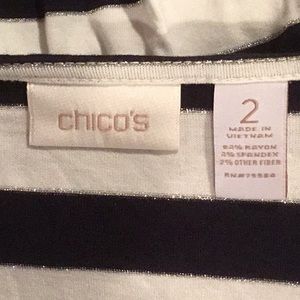 chico's
2
MADE IN
VIETNAM
RAYON
SPANDEX
2% OTHER FIBER